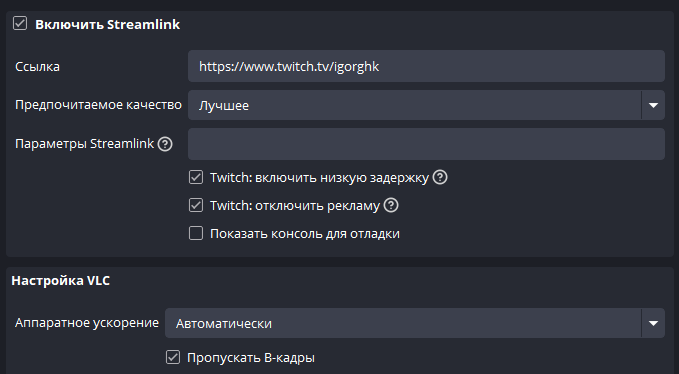 Включить Streamlink
Ссылка https://www.twitch.tv/igorghk
Предпочитаемое качество Лучшее
Параметры Streamlink ?
Twitch: включить низкую задержку ?
Twitch: отключить рекламу ?
Показать консоль для отладки
Настройка VLC
Аппаратное ускорение Автоматически
Пропускать B-кадры